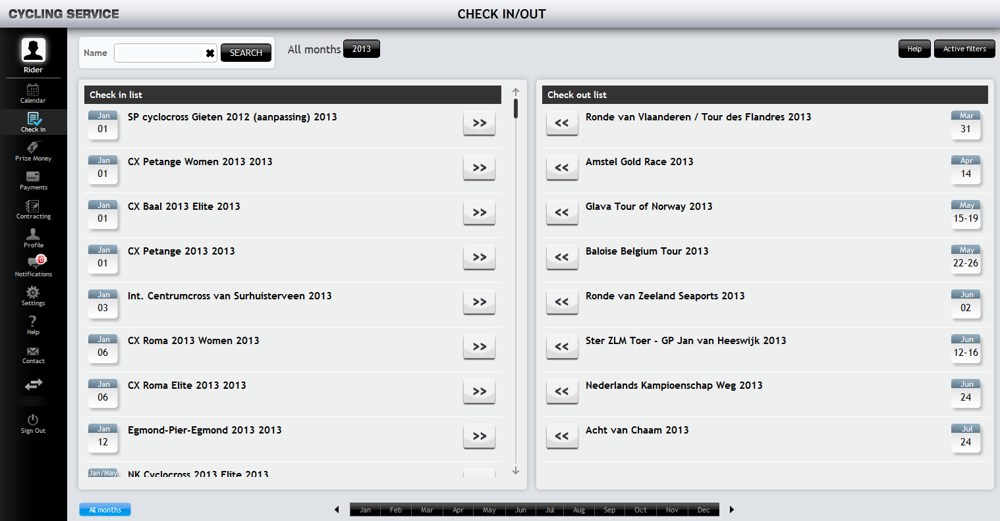 CYCLING SERVICE
CHECK IN/OUT
Rider
Calendar
Check in
Prize Money
Payments
Contracting
Profile
Notifications
Settings
?
Help
Contact
Sign Out
Name
SEARCH
All months 2013
Help
Active filters
Check in list
Jan
01
SP cyclocross Gieten 2012 (aanpassing) 2013
>>
Jan
01
CX Petange Women 2013 2013
>>
Jan
01
CX Baal 2013 Elite 2013
>>
Jan
01
CX Petange 2013 2013
>>
Jan
03
Int. Centrumcross van Surhuisterveen 2013
>>
Jan
06
CX Roma 2013 Women 2013
>>
Jan
06
CX Roma Elite 2013 2013
>>
Jan
12
Egmond-Pier-Egmond 2013 2013
>>
Jan/May
NK Cyclocross 2013 Elite 2013
Check out list
<<
Ronde van Vlaanderen / Tour des Flandres 2013
Mar
31
<<
Amstel Gold Race 2013
Apr
14
<<
Glava Tour of Norway 2013
May
15-19
<<
Baloise Belgium Tour 2013
May
22-26
<<
Ronde van Zeeland Seaports 2013
Jun
02
<<
Ster ZLM Toer - GP Jan van Heeswijk 2013
Jun
12-16
<<
Nederlands Kampioenschap Weg 2013
Jun
24
<<
Acht van Chaam 2013
Jul
24
All months
Jan Feb Mar Apr May Jun Jul Aug Sep Oct Nov Dec